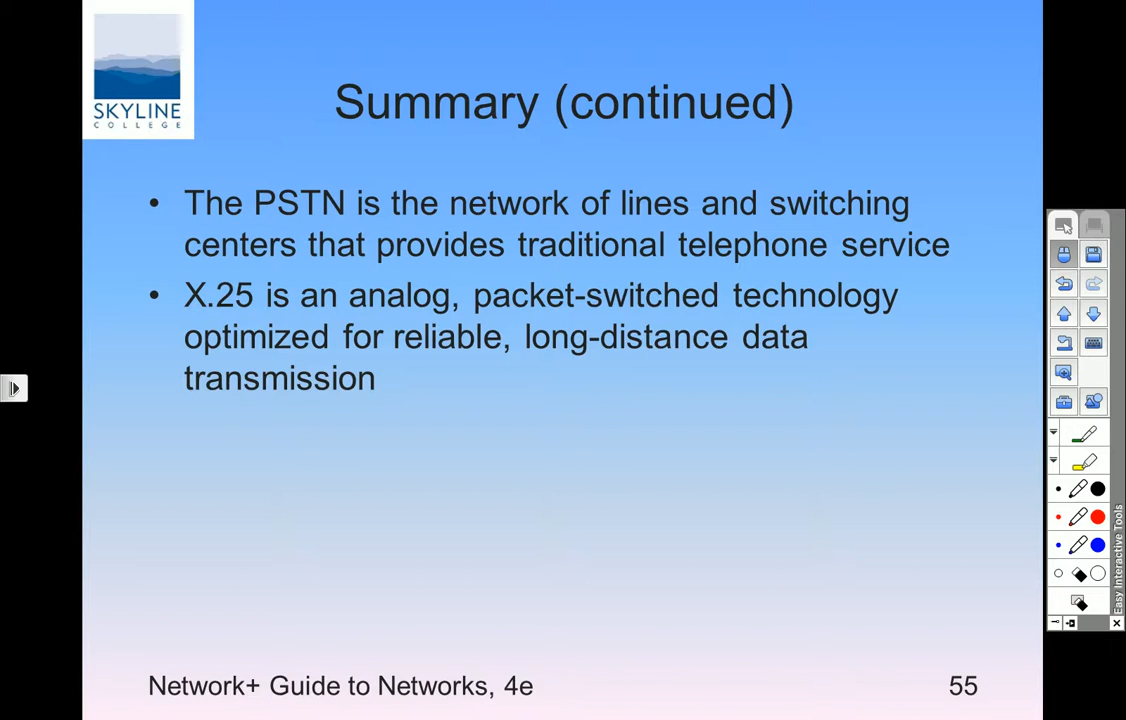 SKYLINE
COLLEGE
Summary (continued)
• The PSTN is the network of lines and switching
centers that provides traditional telephone service
• X.25 is an analog, packet-switched technology
optimized for reliable, long-distance data
transmission
Network+ Guide to Networks, 4e
55
Easy Interactive Tools